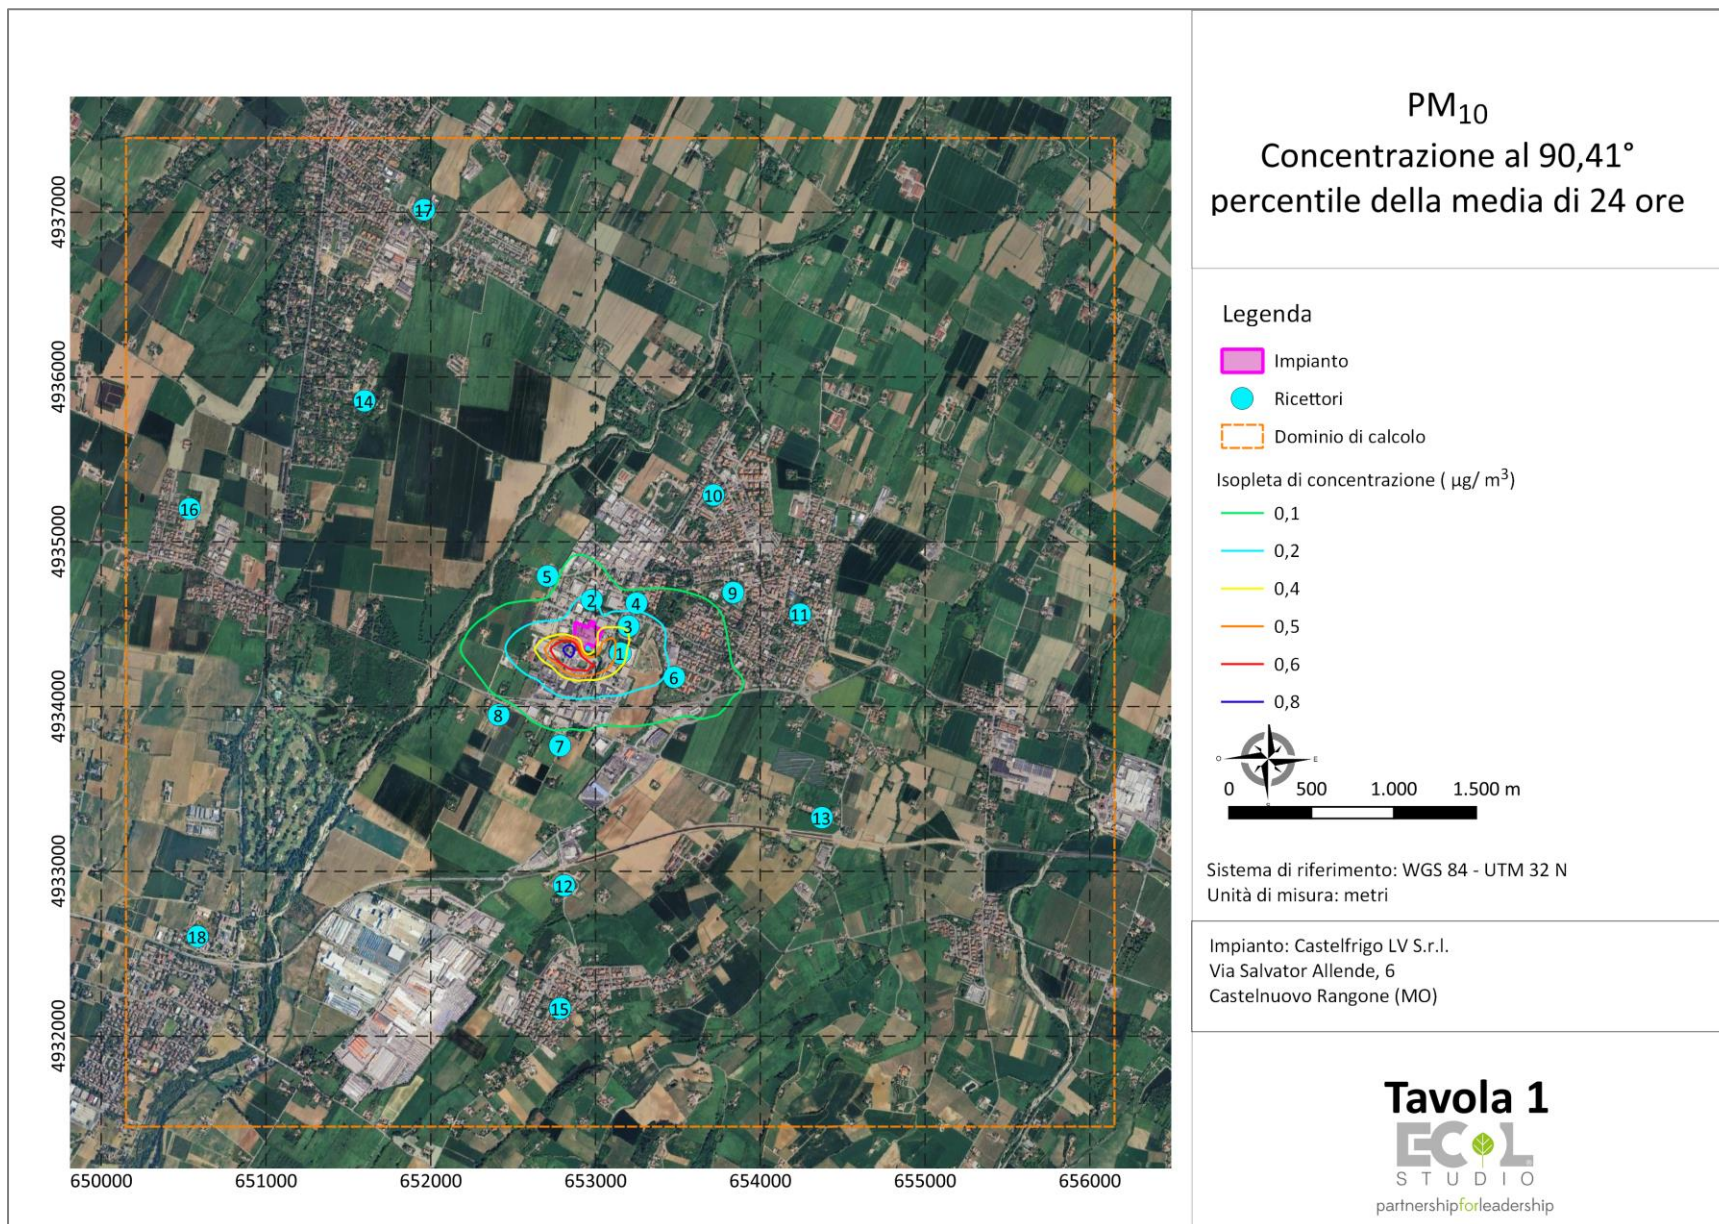 PM10
Concentrazione al 90,41°
percentile della media di 24 ore
Legenda
Impianto
Ricettori
Dominio di calcolo
Isopleta di concentrazione ( µg/ m3)
0,1
0,2
0,4
0,5
0,6
0,8
O
E
S
0 500 1.000 1.500 m
Sistema di riferimento: WGS 84 - UTM 32 N
Unità di misura: metri
Impianto: Castelfrigo LV S.r.l.
Via Salvator Allende, 6
Castelnuovo Rangone (MO)
Tavola 1
ECOL
STUDIO
partnershipforleadership
4937000
4936000
4935000
4934000
4933000
4932000
650000 651000 652000 653000 654000 655000 656000
17
14
10
16
5
9
2
4
11
3
1
6
8
7
13
12
18
15